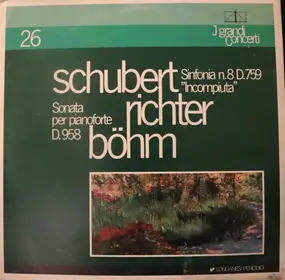 26
J grandi
Concerti
schubert
Sinfonia n.8 D.759
"Incompiuta"
Sonata
per pianoforte
D.958
richter
böhm
LONGANESI PERIODICI